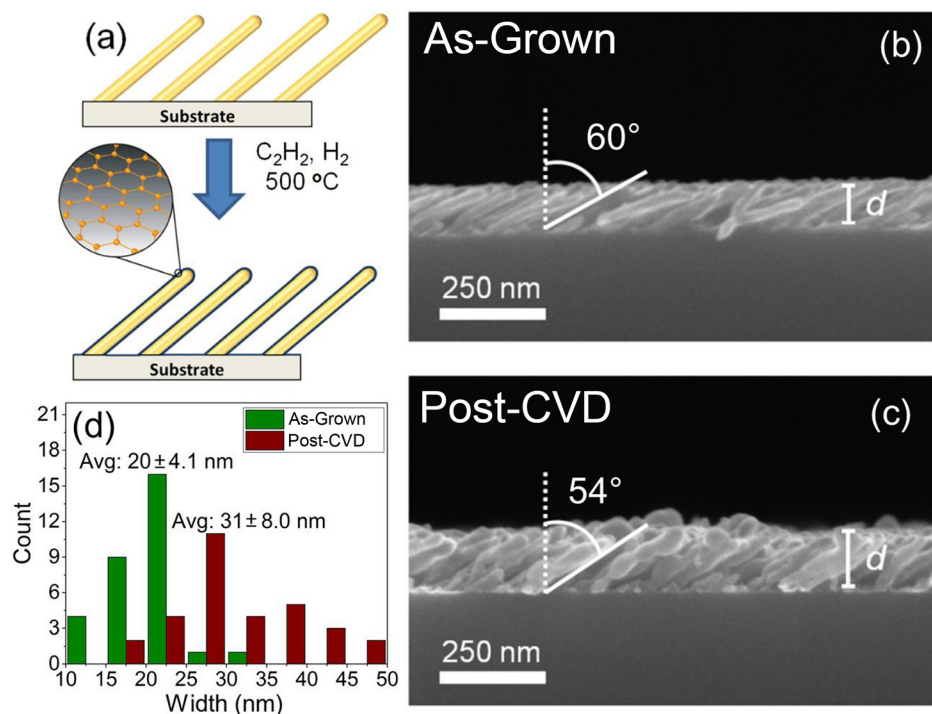 (a)
Substrate
C₂H₂, H₂
500 ºC
Substrate
As-Grown
(b)
60°
d
250 nm
Post-CVD
(c)
54°
d
250 nm
(d)
As-Grown
Post-CVD
Avg: 20 ± 4.1 nm
Avg: 31 ± 8.0 nm
Count
21
18
15
12
9
6
3
0
10 15 20 25 30 35 40 45 50
Width (nm)